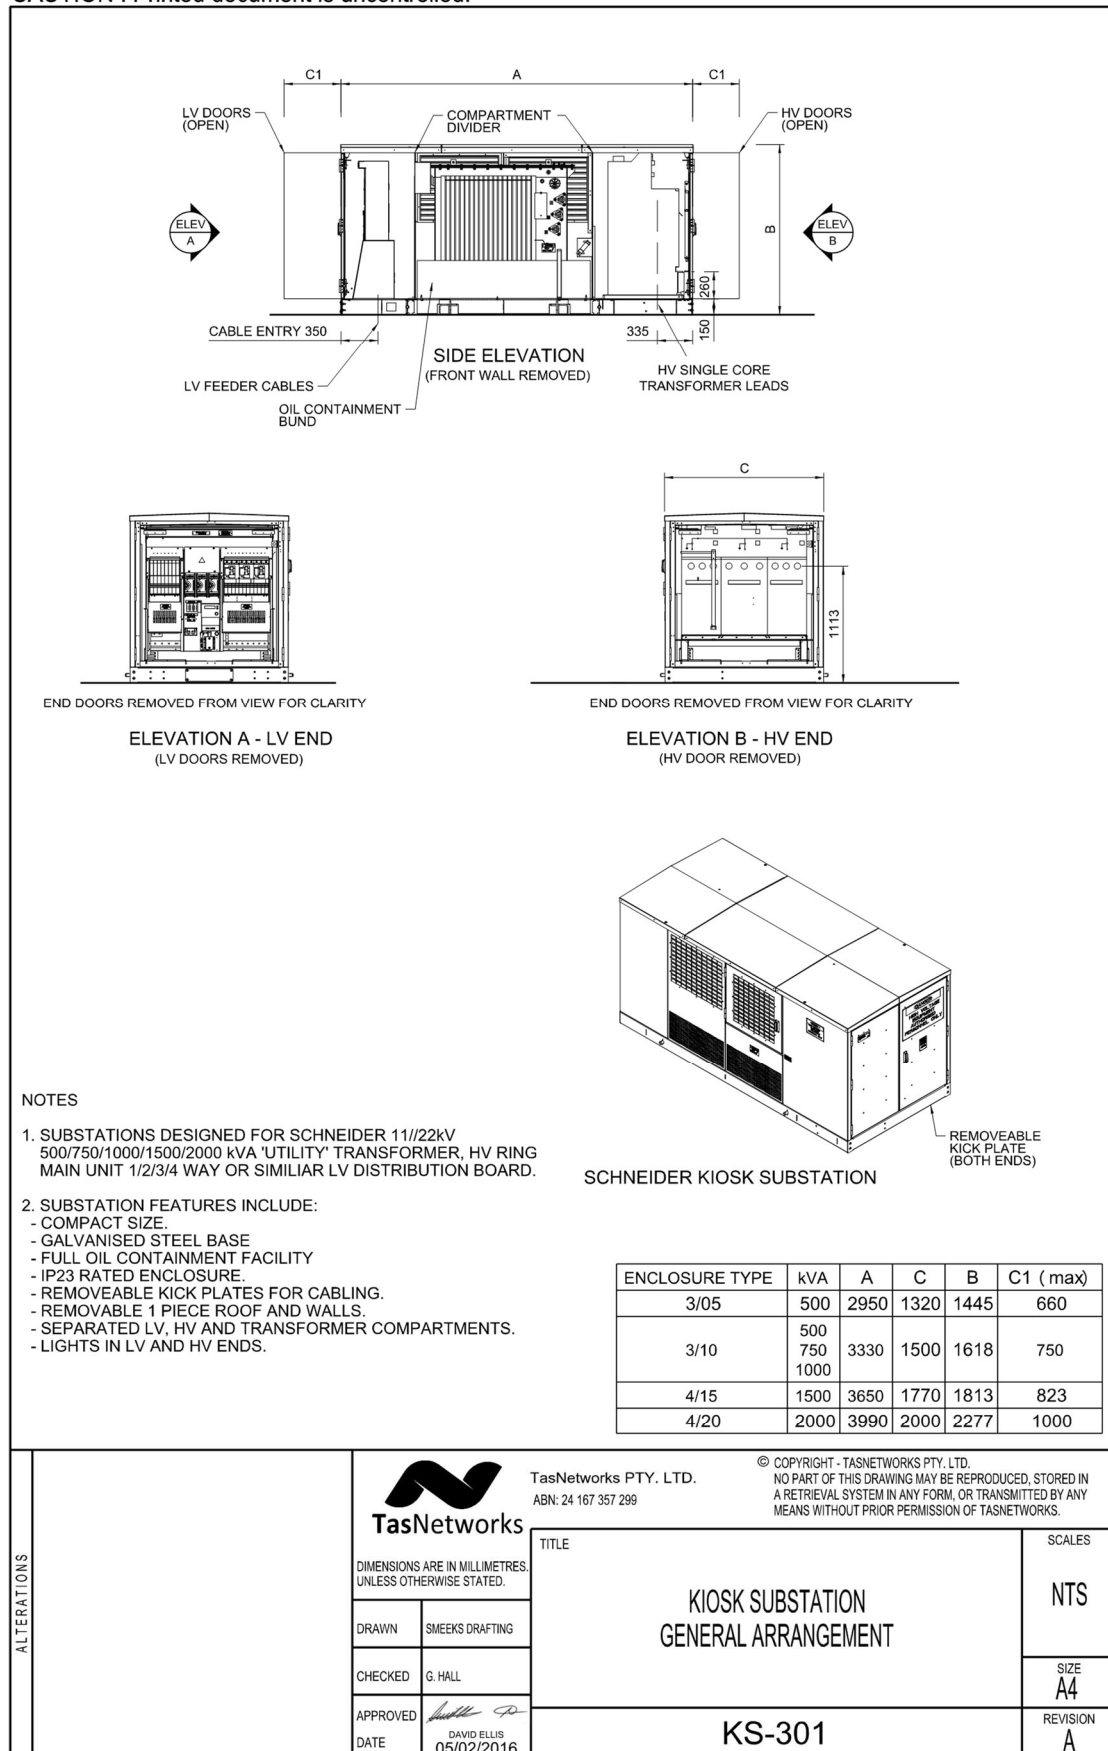 CAUTION : Printed document is uncontrolled.
C1
A
C1
LV DOORS
(OPEN)
COMPARTMENT
DIVIDER
HV DOORS
(OPEN)
ELEV
A
ELEV
B
B
260
150
CABLE ENTRY 350
335
SIDE ELEVATION
(FRONT WALL REMOVED)
HV SINGLE CORE
TRANSFORMER LEADS
LV FEEDER CABLES
OIL CONTAINMENT
BUND
C
1113
END DOORS REMOVED FROM VIEW FOR CLARITY
ELEVATION A - LV END
(LV DOORS REMOVED)
END DOORS REMOVED FROM VIEW FOR CLARITY
ELEVATION B - HV END
(HV DOOR REMOVED)
REMOVEABLE
KICK PLATE
(BOTH ENDS)
SCHNEIDER KIOSK SUBSTATION
NOTES
1. SUBSTATIONS DESIGNED FOR SCHNEIDER 11//22kV
500/750/1000/1500/2000 kVA 'UTILITY' TRANSFORMER, HV RING
MAIN UNIT 1/2/3/4 WAY OR SIMILIAR LV DISTRIBUTION BOARD.
2. SUBSTATION FEATURES INCLUDE:
- COMPACT SIZE.
- GALVANISED STEEL BASE
- FULL OIL CONTAINMENT FACILITY
- IP23 RATED ENCLOSURE.
- REMOVEABLE KICK PLATES FOR CABLING.
- REMOVABLE 1 PIECE ROOF AND WALLS.
- SEPARATED LV, HV AND TRANSFORMER COMPARTMENTS.
- LIGHTS IN LV AND HV ENDS.
ENCLOSURE TYPE kVA A C B C1 ( max)
3/05 500 2950 1320 1445 660
500
3/10 750 3330 1500 1618 750
1000
4/15 1500 3650 1770 1813 823
4/20 2000 3990 2000 2277 1000
ALTERATIONS
TasNetworks
TasNetworks PTY. LTD.
ABN: 24 167 357 299
© COPYRIGHT - TASNETWORKS PTY. LTD.
NO PART OF THIS DRAWING MAY BE REPRODUCED, STORED IN
A RETRIEVAL SYSTEM IN ANY FORM, OR TRANSMITTED BY ANY
MEANS WITHOUT PRIOR PERMISSION OF TASNETWORKS.
DIMENSIONS ARE IN MILLIMETRES.
UNLESS OTHERWISE STATED.
DRAWN SMEEKS DRAFTING
CHECKED G. HALL
APPROVED
DAVID ELLIS
DATE 05/02/2016
TITLE
KIOSK SUBSTATION
GENERAL ARRANGEMENT
KS-301
SCALES
NTS
SIZE
A4
REVISION
A